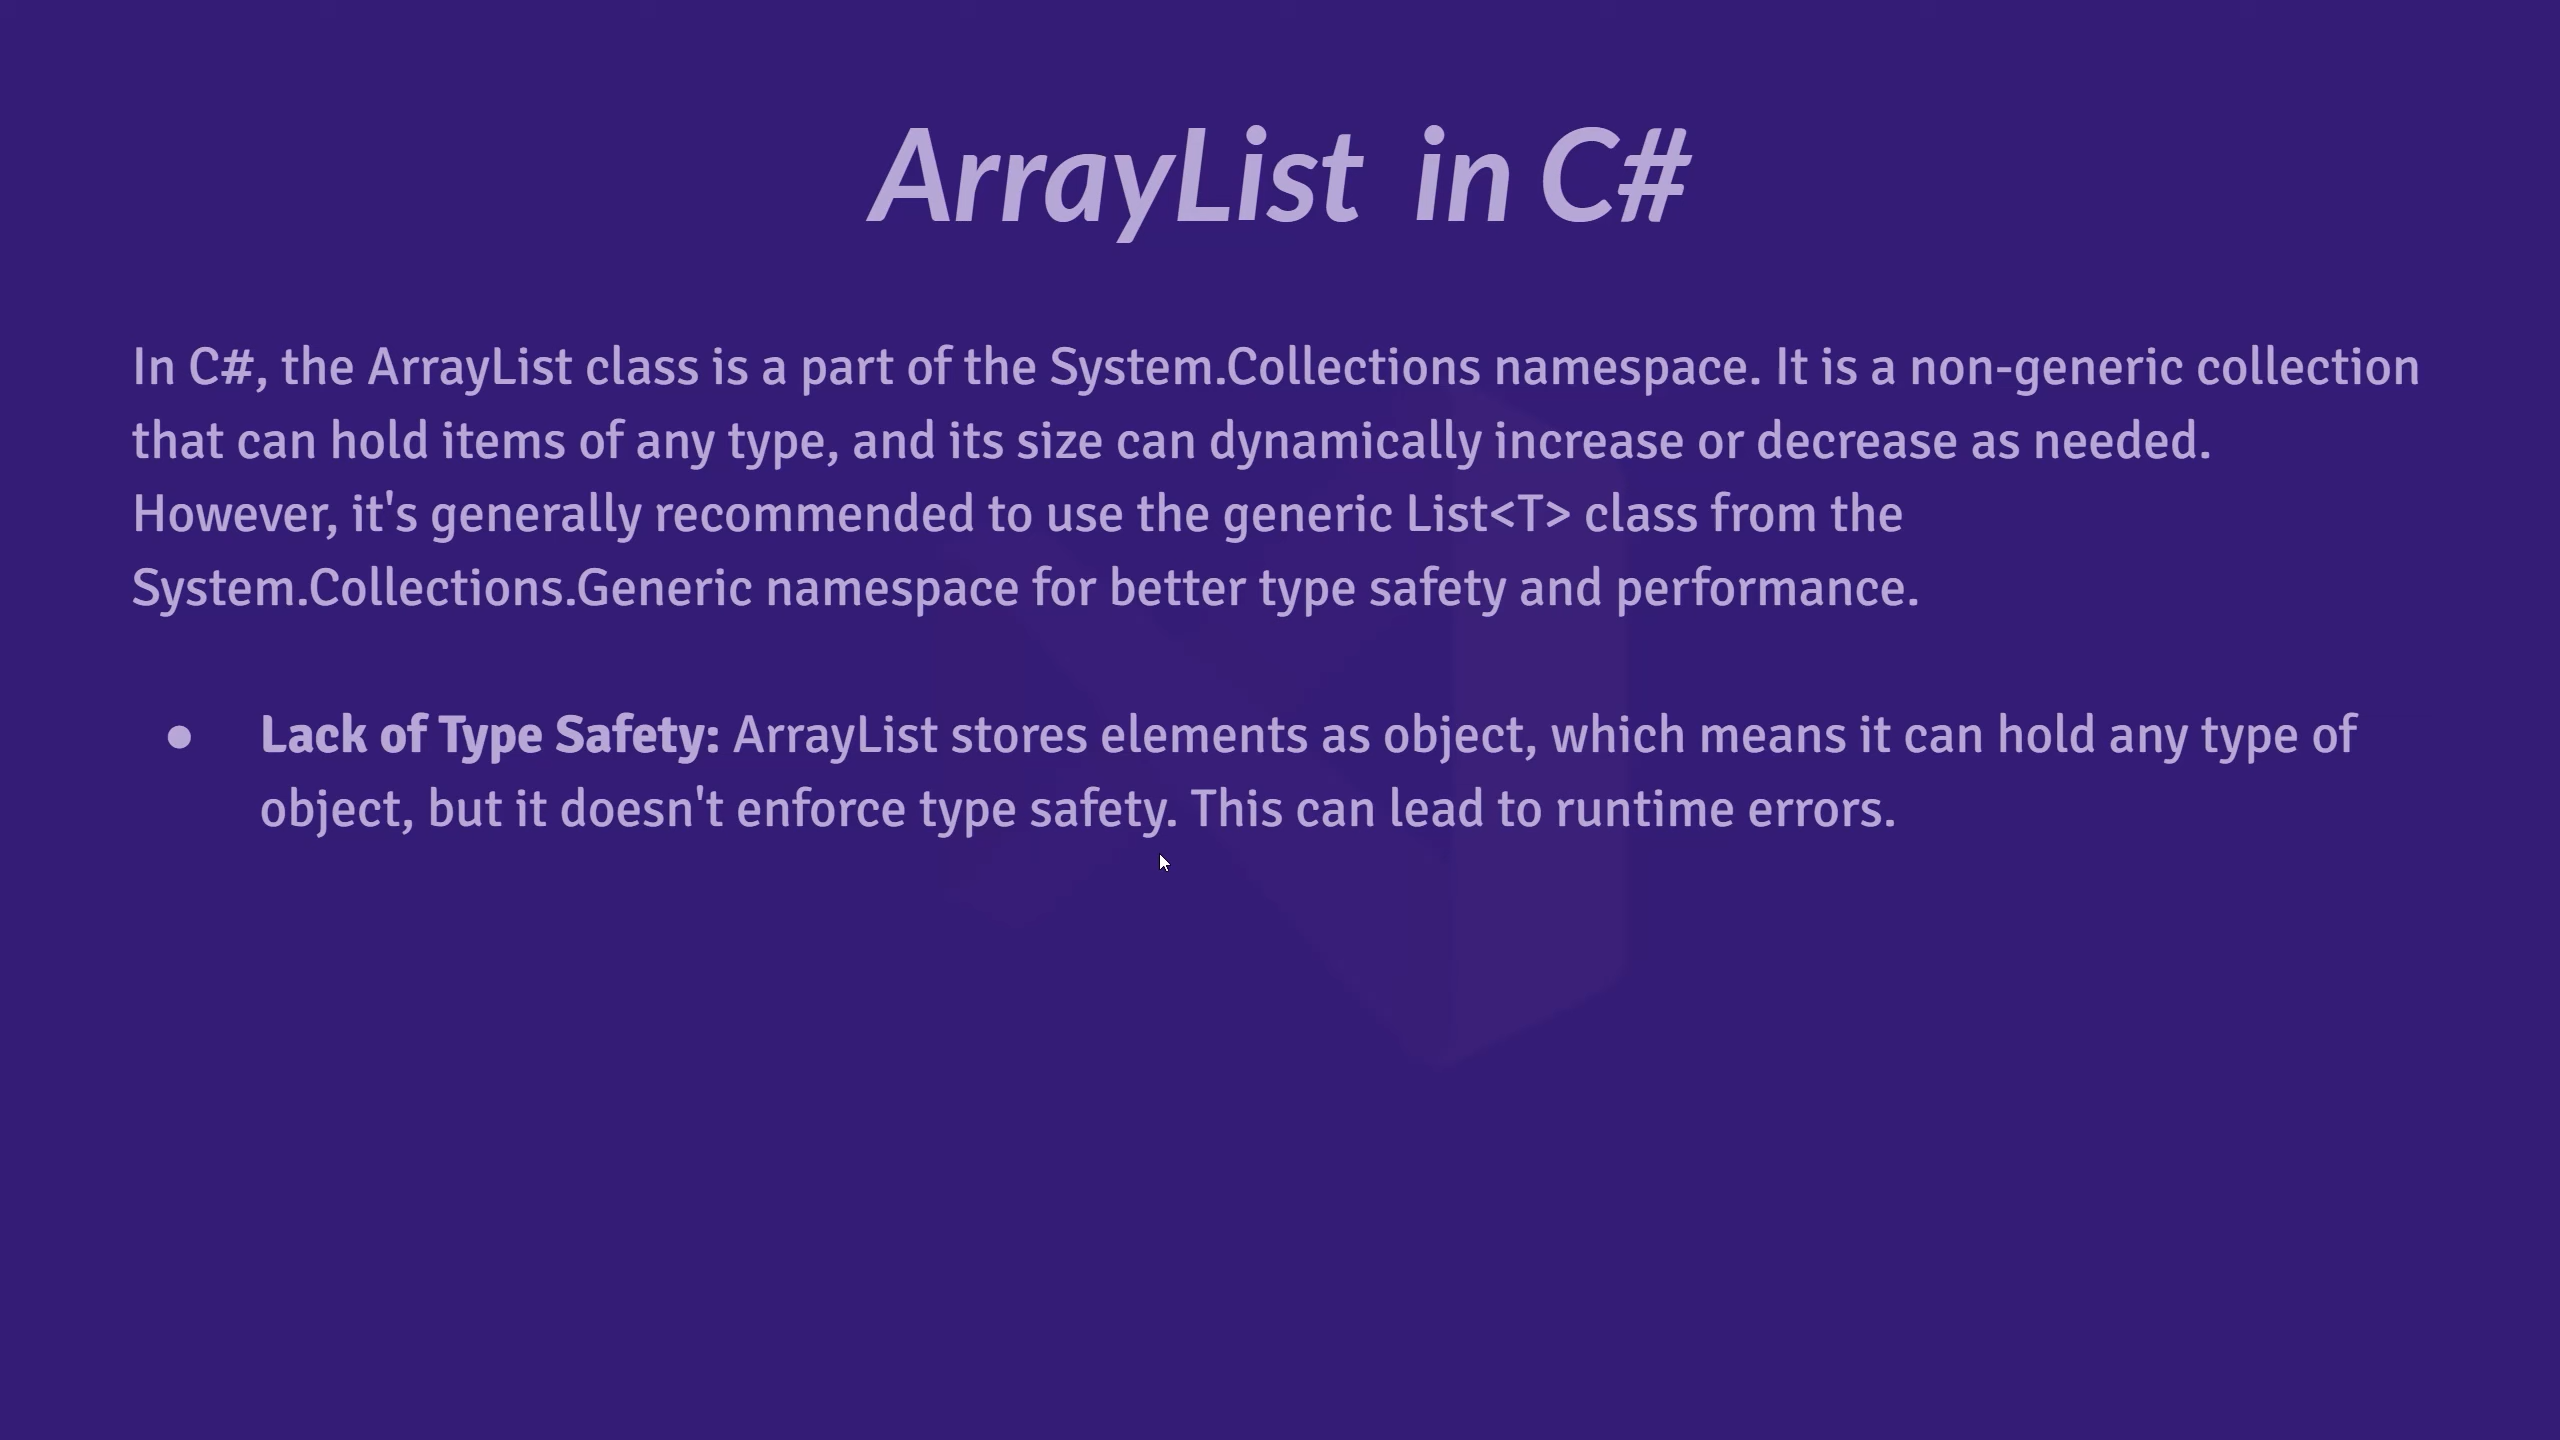 ArrayList in C#
In C#, the ArrayList class is a part of the System.Collections namespace. It is a non-generic collection
that can hold items of any type, and its size can dynamically increase or decrease as needed.
However, it's generally recommended to use the generic List<T> class from the
System.Collections.Generic namespace for better type safety and performance.
● Lack of Type Safety: ArrayList stores elements as object, which means it can hold any type of
object, but it doesn't enforce type safety. This can lead to runtime errors.